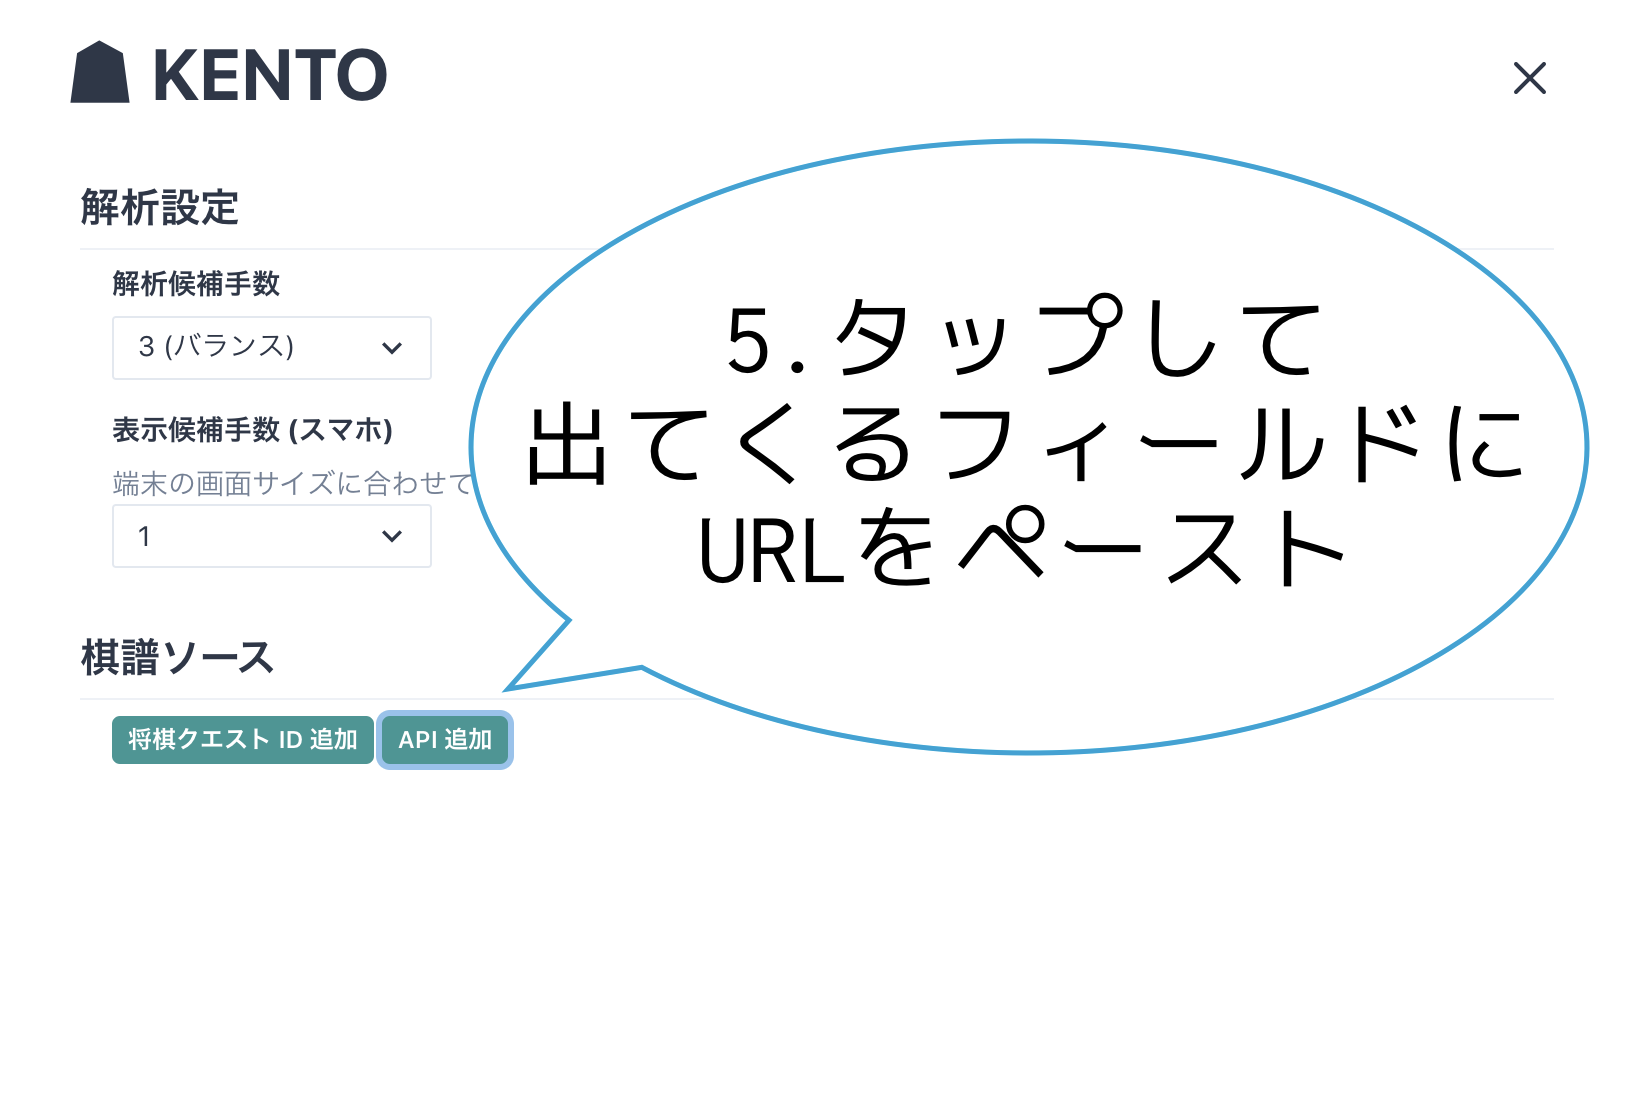 KENTO
解析設定
解析候補手数
3 (バランス)
表示候補手数 (スマホ)
端末の画面サイズに合わせて
1
5.タップして
出てくるフィールドに
URLをペースト
棋譜ソース
将棋クエスト ID 追加
API 追加